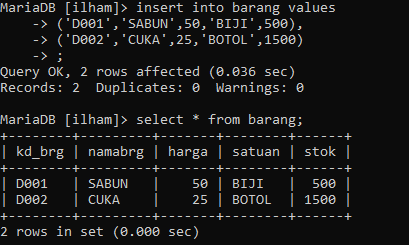 MariaDB [ilham]> insert into barang values
    -> ('D001','SABUN',50,'BIJI',500),
    -> ('D002','CUKA',25,'BOTOL',1500)
    -> ;
Query OK, 2 rows affected (0.036 sec)
Records: 2  Duplicates: 0  Warnings: 0

MariaDB [ilham]> select * from barang;
+--------+---------+-------+--------+------+
| kd_brg | namabrg | harga | satuan | stok |
+--------+---------+-------+--------+------+
| D001   | SABUN   |    50 | BIJI   |  500 |
| D002   | CUKA    |    25 | BOTOL  | 1500 |
+--------+---------+-------+--------+------+
2 rows in set (0.000 sec)